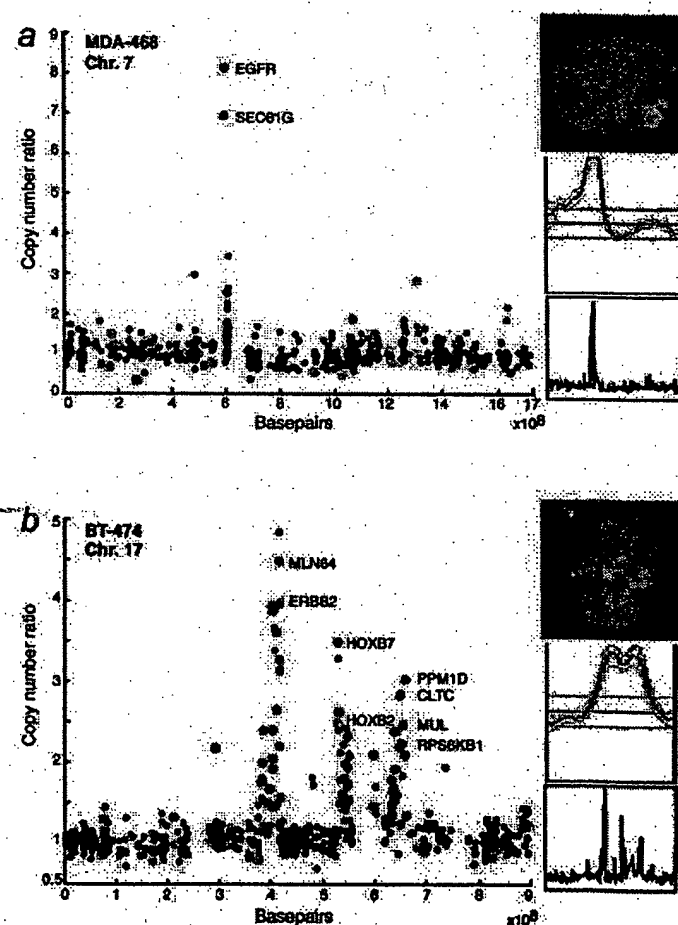 a
MDA-468
Chr. 7
EGFR
SEC61G
Copy number ratio
9
8
7
6
5
4
3
2
1
0
0 2 4 6 8 10 12 14 16 17
Basepairs
x10⁸
b
BT-474
Chr. 17
MLN64
ERBB2
HOXB7
PPM1D
CLTC
HOXB2
MUL
RPS6KB1
Copy number ratio
5
4
3
2
1
0.5
0 1 2 3 4 5 6 7 8 9
Basepairs
x10⁸